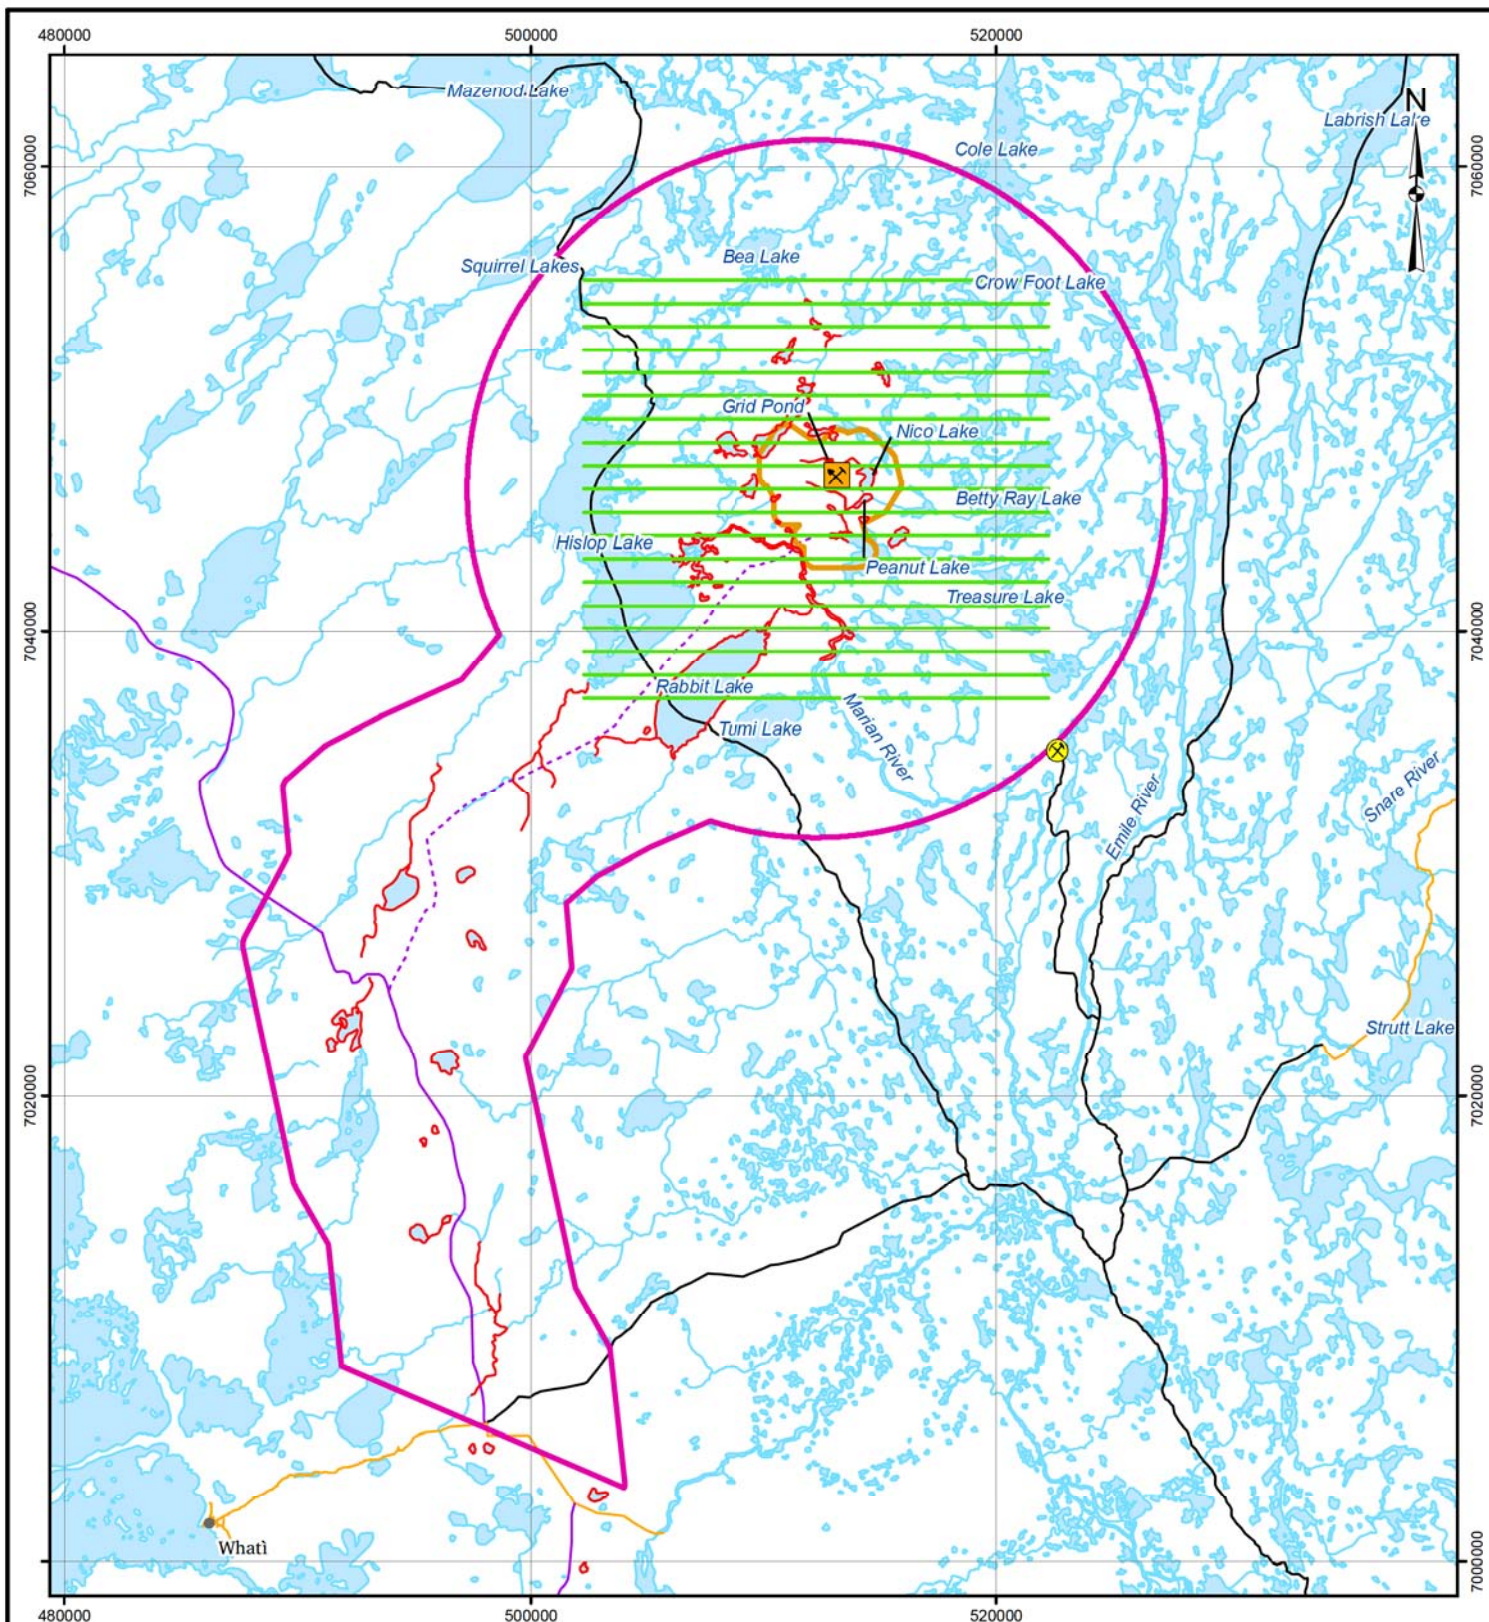 480000
500000
520000
N
Mazenod Lake
Labrish Lake
Cole Lake
7060000
7060000
Squirrel Lakes
Bea Lake
Crow Foot Lake
Grid Pond
Nico Lake
Betty Ray Lake
Hislop Lake
Peanut Lake
Treasure Lake
7040000
7040000
Rabbit Lake
Tumi Lake
Marian River
Emile River
Snare River
Strutt Lake
7020000
7020000
Whatì
7000000
480000
500000
520000